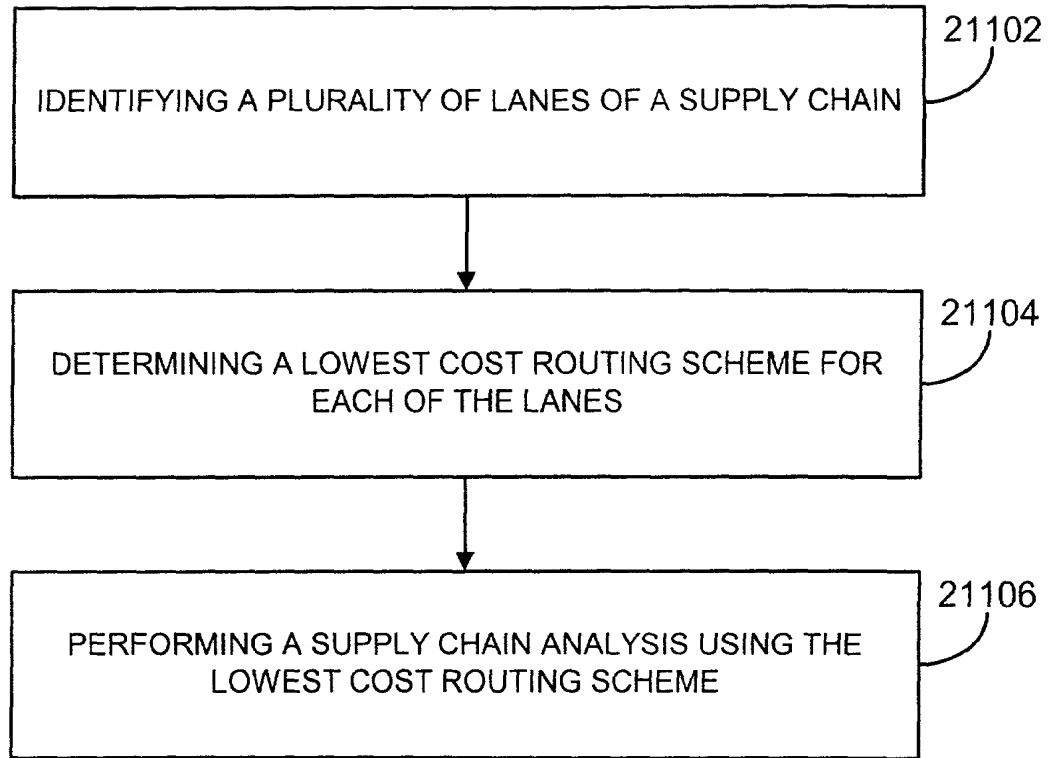 21102
IDENTIFYING A PLURALITY OF LANES OF A SUPPLY CHAIN
21104
DETERMINING A LOWEST COST ROUTING SCHEME FOR
EACH OF THE LANES
21106
PERFORMING A SUPPLY CHAIN ANALYSIS USING THE
LOWEST COST ROUTING SCHEME